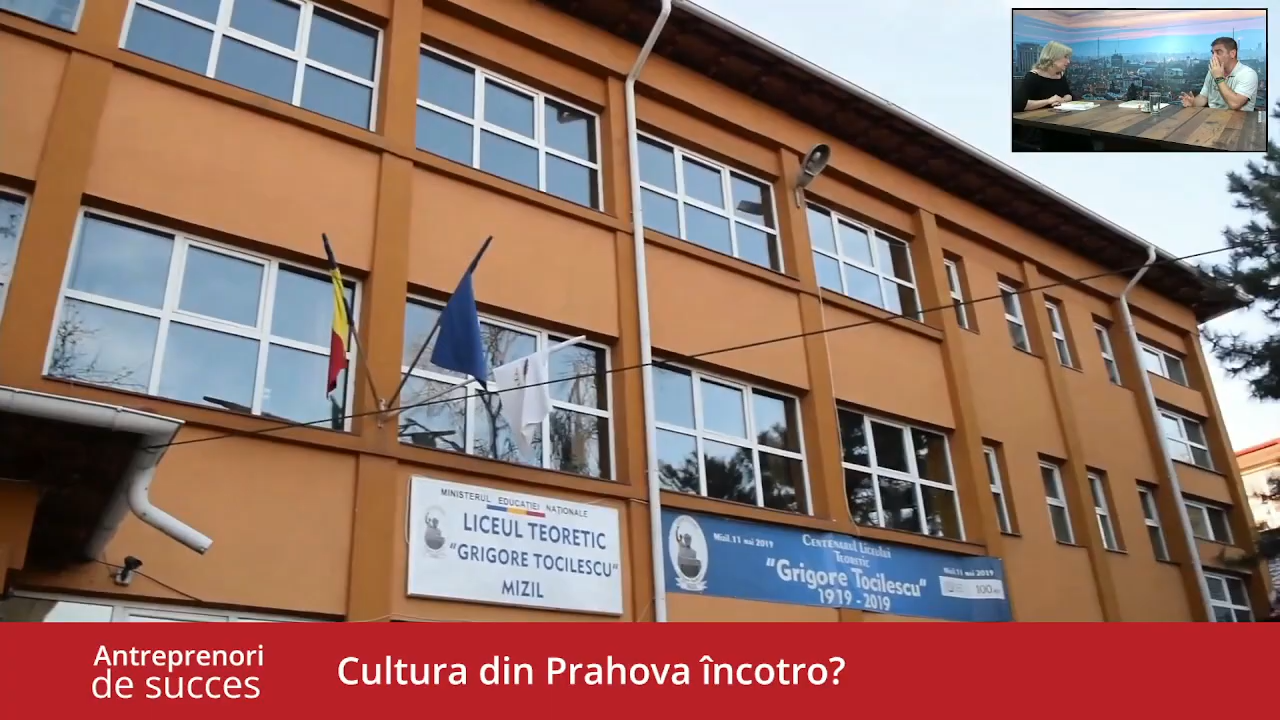 MINISTERUL EDUCAȚIEI NAȚIONALE
LICEUL TEORETIC
"GRIGORE TOCILESCU"
MIZIL
Mizil, 11 mai 2019
CENTENARUL LICEULUI
TEORETIC
"Grigore Tocilescu"
1919 - 2019
Mizil 11 mai 2019
100
Antreprenori
de succes
Cultura din Prahova încotro?